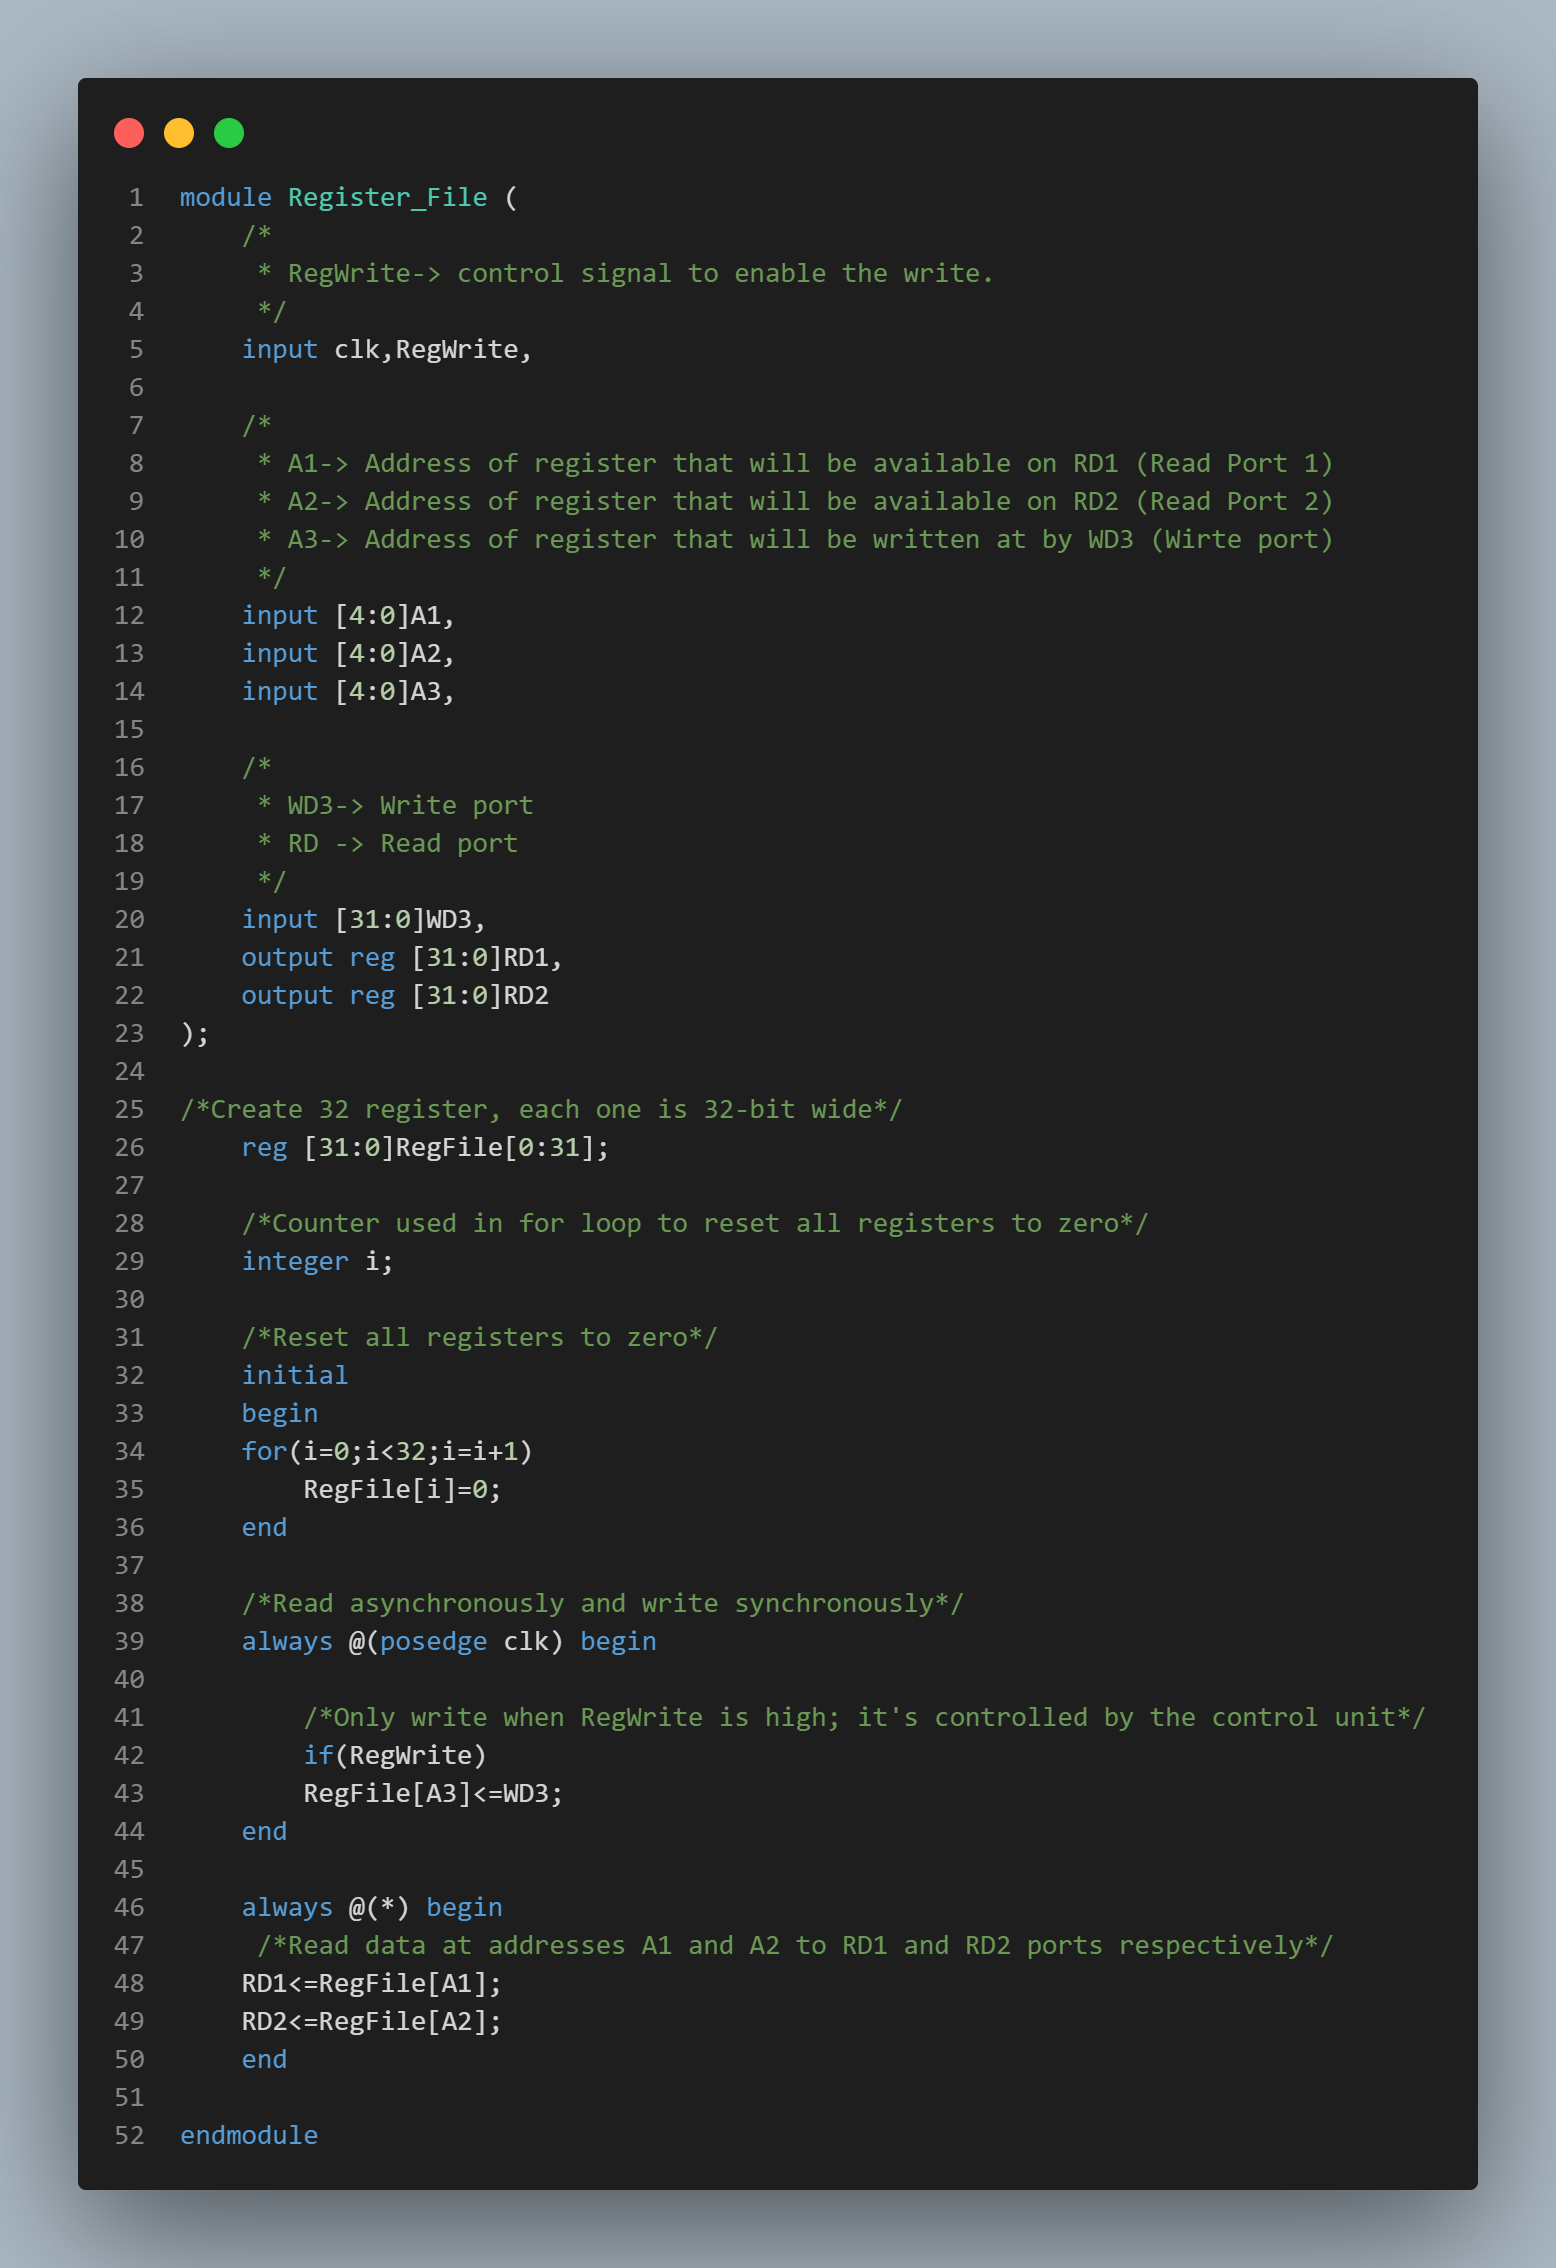 1 module Register_File (
2     /*
3      * RegWrite-> control signal to enable the write.
4      */
5     input clk,RegWrite,
6
7     /*
8      * A1-> Address of register that will be available on RD1 (Read Port 1)
9      * A2-> Address of register that will be available on RD2 (Read Port 2)
10      * A3-> Address of register that will be written at by WD3 (Wirte port)
11      */
12     input [4:0]A1,
13     input [4:0]A2,
14     input [4:0]A3,
15
16     /*
17      * WD3-> Write port
18      * RD -> Read port
19      */
20     input [31:0]WD3,
21     output reg [31:0]RD1,
22     output reg [31:0]RD2
23 );
24
25 /*Create 32 register, each one is 32-bit wide*/
26     reg [31:0]RegFile[0:31];
27
28     /*Counter used in for loop to reset all registers to zero*/
29     integer i;
30
31     /*Reset all registers to zero*/
32     initial
33     begin
34     for(i=0;i<32;i=i+1)
35         RegFile[i]=0;
36     end
37
38     /*Read asynchronously and write synchronously*/
39     always @(posedge clk) begin
40
41         /*Only write when RegWrite is high; it's controlled by the control unit*/
42         if(RegWrite)
43         RegFile[A3]<=WD3;
44     end
45
46     always @(*) begin
47      /*Read data at addresses A1 and A2 to RD1 and RD2 ports respectively*/
48     RD1<=RegFile[A1];
49     RD2<=RegFile[A2];
50     end
51
52 endmodule